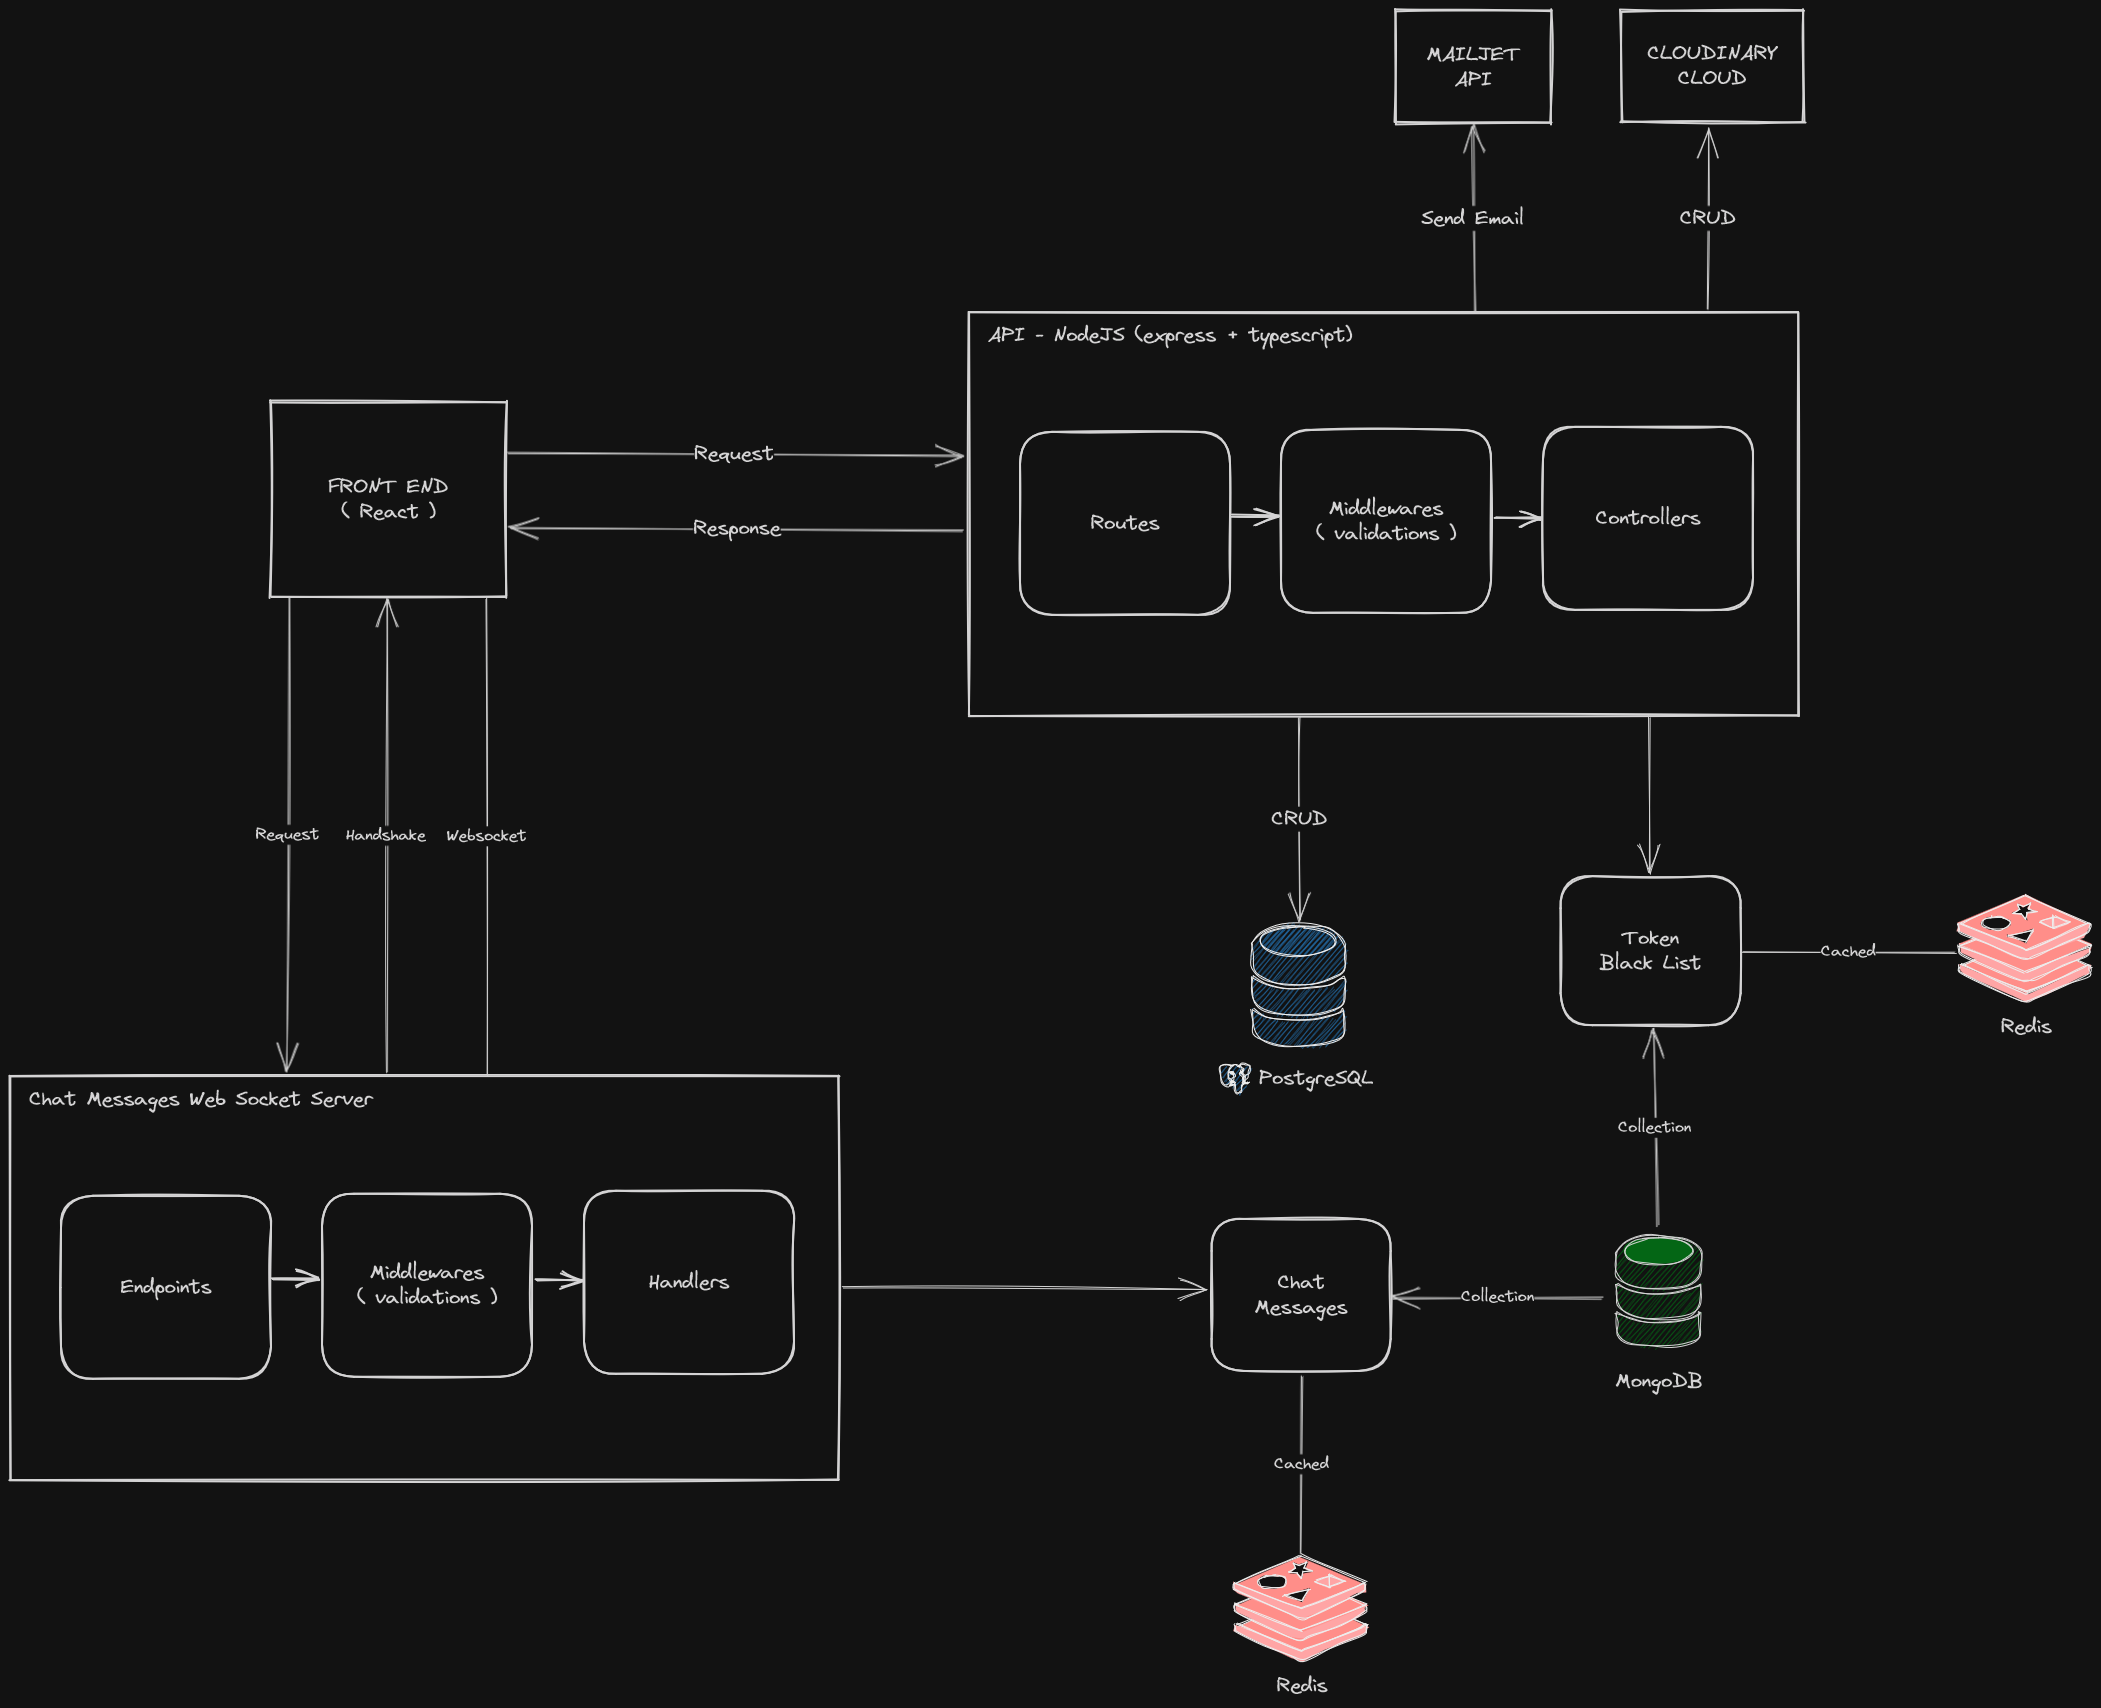 MAILJET
API
CLOUDINARY
CLOUD
Send Email
CRUD
API - NodeJS (express + typescript)
FRONT END
( React )
Request
Response
Routes
Middlewares
( validations )
Controllers
Request
Handshake
Websocket
CRUD
Token
Black List
Cached
Redis
PostgreSQL
Chat Messages Web Socket Server
Collection
Endpoints
Middlewares
( validations )
Handlers
Chat
Messages
Collection
MongoDB
Cached
Redis